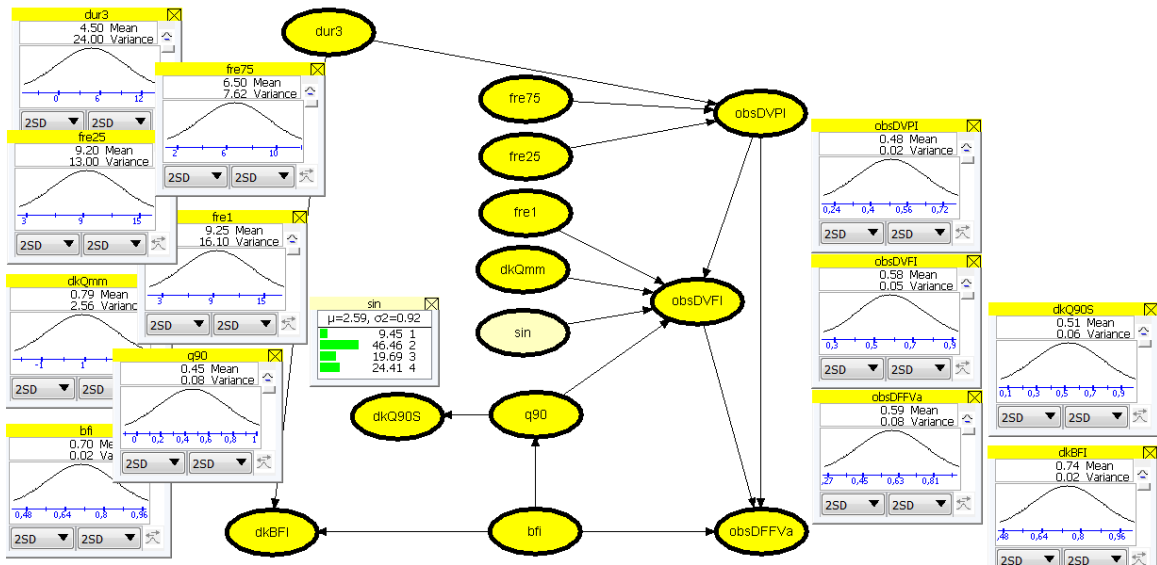 dur3
4.50 Mean
24.00 Variance
0 6 12
2SD 2SD
fre75
6.50 Mean
7.62 Variance
2 6 10
2SD 2SD
fre25
9.20 Mean
13.00 Variance
3 9 15
2SD 2SD
fre1
9.25 Mean
16.10 Variance
3 9 15
2SD 2SD
dkQmm
0.79 Mean
2.56 Variance
-1 1
2SD 2SD
q90
0.45 Mean
0.08 Variance
0 0,2 0,4 0,6 0,8 1
2SD 2SD
bfi
0.70
0.02
0,48 0,64 0,8 0,96
2SD 2SD
sin
μ=2.59, σ2=0.92
9.45 1
46.46 2
19.69 3
24.41 4
dur3
fre75
fre25
fre1
dkQmm
sin
dkQ90S
q90
dkBFI
bfi
obsDVPI
obsDVFI
obsDFFVa
obsDVPI
0.48 Mean
0.02 Variance
0,24 0,4 0,56 0,72
2SD 2SD
obsDVFI
0.58 Mean
0.05 Variance
0,3 0,5 0,7 0,9
2SD 2SD
obsDFFVa
0.59 Mean
0.08 Variance
,27 0,45 0,63 0,81
2SD 2SD
dkQ90S
0.51 Mean
0.06 Variance
0,1 0,3 0,5 0,7 0,9
2SD 2SD
dkBFI
0.74 Mean
0.02 Variance
,48 0,64 0,8 0,96
2SD 2SD